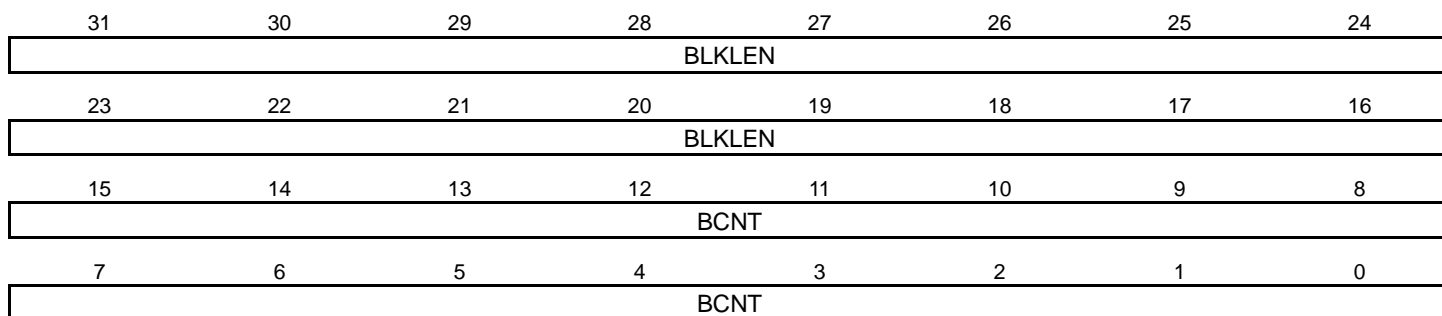 31 30 29 28 27 26 25 24
BLKLEN
23 22 21 20 19 18 17 16
BLKLEN
15 14 13 12 11 10 9 8
BCNT
7 6 5 4 3 2 1 0
BCNT